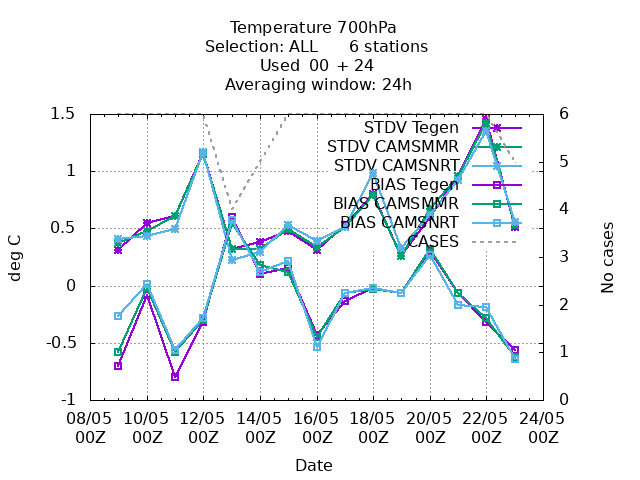 Temperature 700hPa
Selection: ALL 6 stations
Used 00 + 24
Averaging window: 24h
STDV Tegen
STDV CAMSMMR
STDV CAMSNRT
BIAS Tegen
BIAS CAMSMMR
BIAS CAMSNRT
CASES
deg C
1.5
1
0.5
0
-0.5
-1
No cases
6
5
4
3
2
1
0
08/05 10/05 12/05 14/05 16/05 18/05 20/05 22/05 24/05
00Z 00Z 00Z 00Z 00Z 00Z 00Z 00Z 00Z
Date